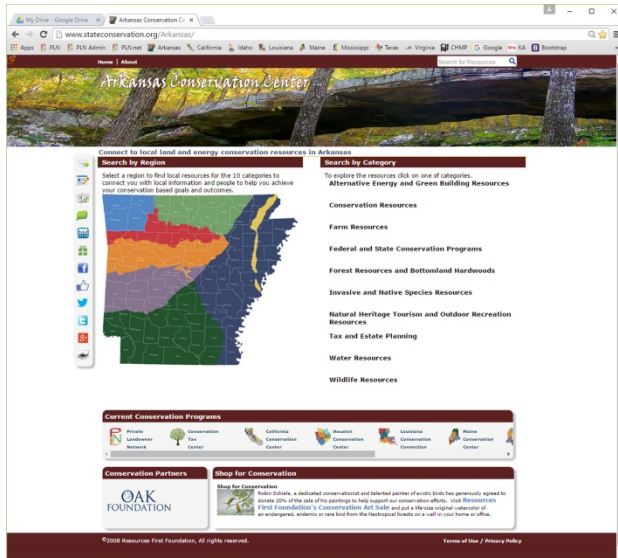 My Drive - Google Drive
Arkansas Conservation Ce
www.stateconservation.org/Arkansas/
Apps PLN PLN Admin PLN.net Arkansas California Idaho Louisiana Maine Mississippi Texas Virginia CHMP Google KA Bootstrap
Home | About
Search for Resources
Arkansas Conservation Center
Connect to local land and energy conservation resources in Arkansas
Search by Region
Select a region to find local resources for the 10 categories to
connect you with local information and people to help you achieve
your conservation based goals and outcomes.
Search by Category
To explore the resources click on one of categories.
Alternative Energy and Green Building Resources
Conservation Resources
Farm Resources
Federal and State Conservation Programs
Forest Resources and Bottomland Hardwoods
Invasive and Native Species Resources
Natural Heritage Tourism and Outdoor Recreation
Resources
Tax and Estate Planning
Water Resources
Wildlife Resources
Current Conservation Programs
Private
Landowner
Network
Conservation
Tax
Center
California
Conservation
Center
Houston
Conservation
Center
Louisiana
Conservation
Connection
Maine
Conservation
Center
Conservation Partners
OAK
FOUNDATION
Shop for Conservation
Shop for Conservation
Robin Schiele, a dedicated conservationist and talented painter of exotic birds has generously agreed to
donate 20% of the sale of his paintings to help support our conservation efforts. Visit Resources
First Foundation's Conservation Art Sale and put a life-size original watercolor of
an endangered, endemic or rare bird from the Neotropical forests on a wall in your home or office.
©2008 Resources First Foundation, All rights reserved.
Terms of Use / Privacy Policy